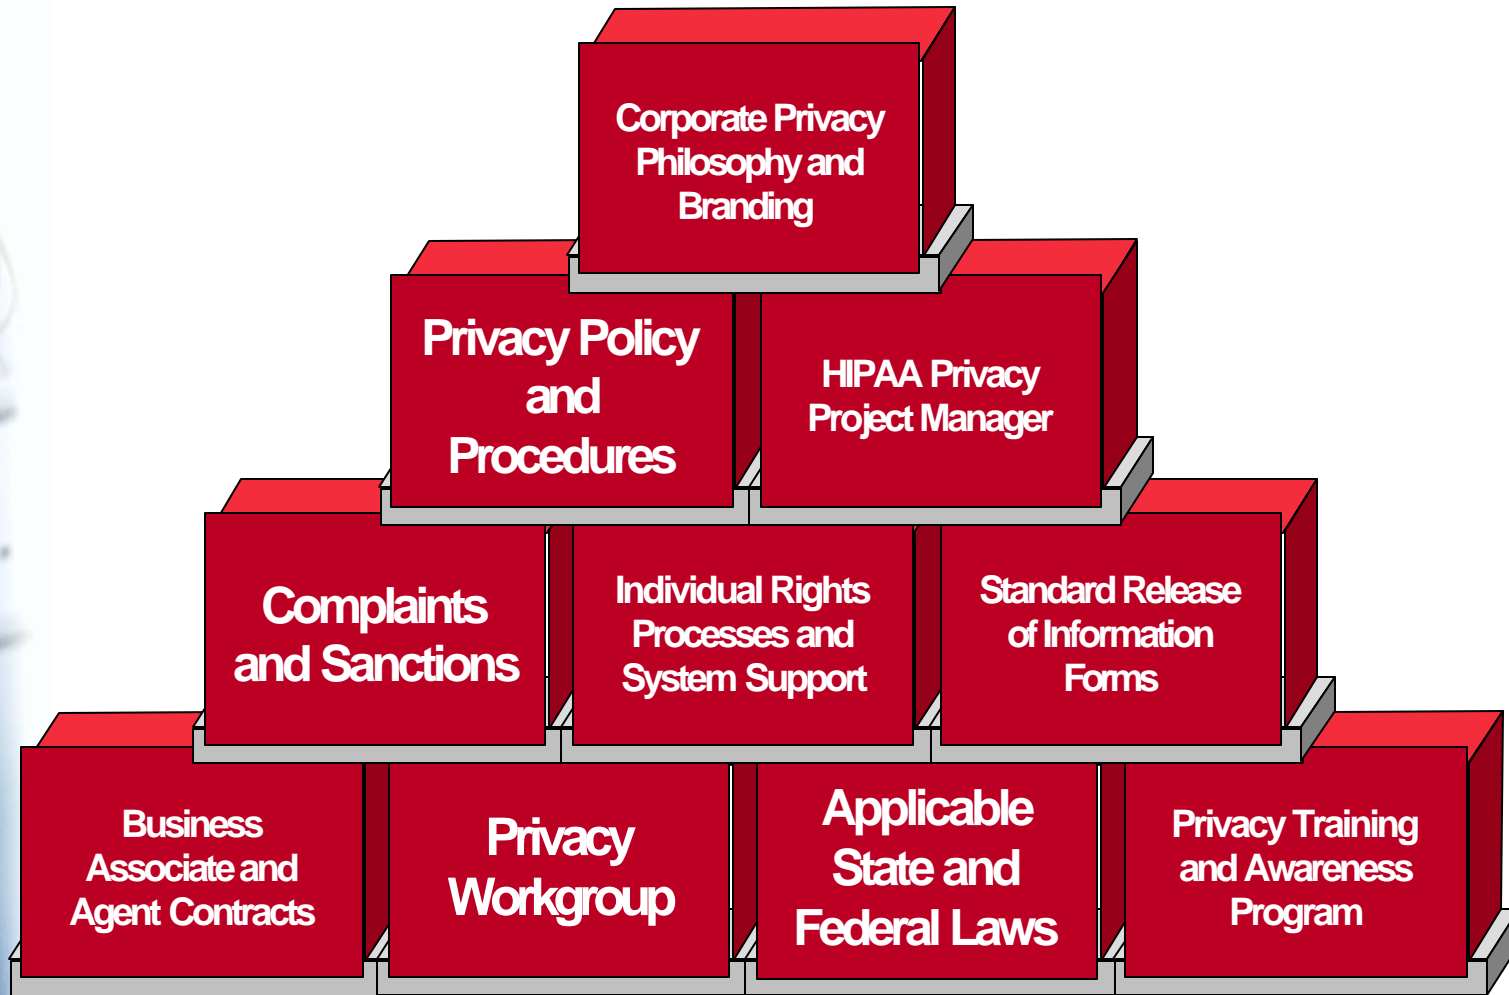 Corporate Privacy
Philosophy and
Branding
Privacy Policy
and
Procedures
HIPAA Privacy
Project Manager
Complaints
and Sanctions
Individual Rights
Processes and
System Support
Standard Release
of Information
Forms
Business
Associate and
Agent Contracts
Privacy
Workgroup
Applicable
State and
Federal Laws
Privacy Training
and Awareness
Program